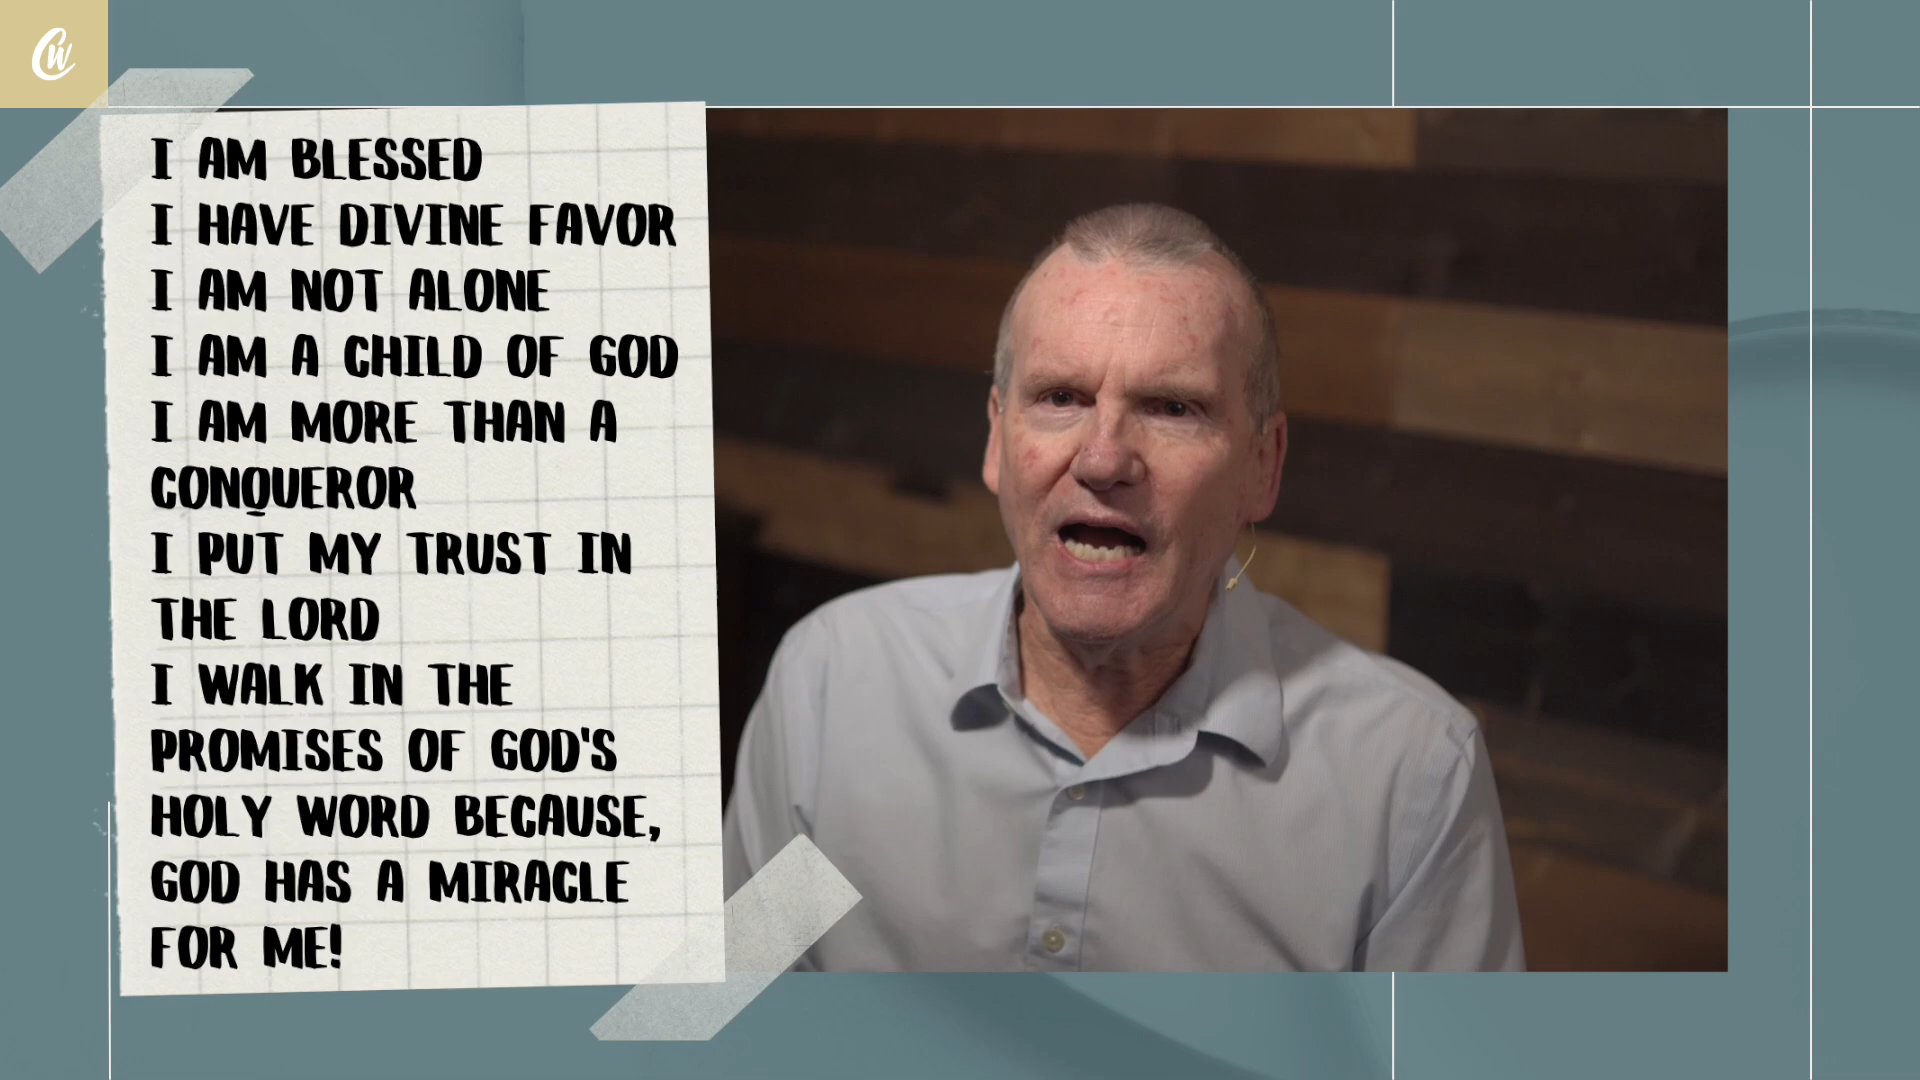 CW
I AM BLESSED
I HAVE DIVINE FAVOR
I AM NOT ALONE
I AM A CHILD OF GOD
I AM MORE THAN A
CONQUEROR
I PUT MY TRUST IN
THE LORD
I WALK IN THE
PROMISES OF GOD'S
HOLY WORD BECAUSE,
GOD HAS A MIRACLE
FOR ME!